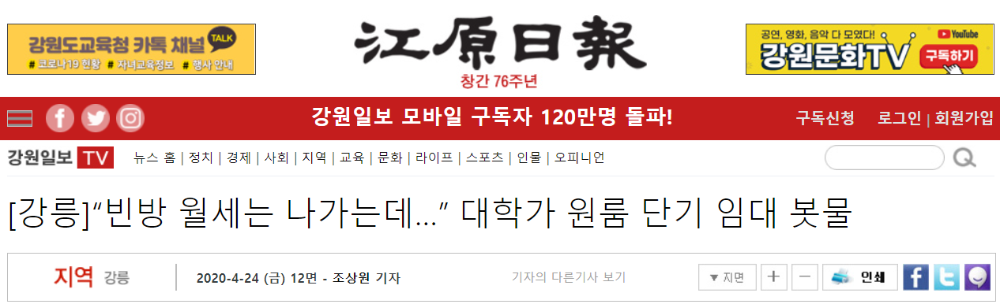 강원도교육청 카톡 채널 TALK
# 코로나19 현황 # 자녀교육정보 # 행사 안내
江原日報
창간 76주년
공연, 영화, 음악 다 모였다! YouTube
강원문화TV 구독하기
강원일보 모바일 구독자 120만명 돌파!
구독신청 로그인 | 회원가입
강원일보 TV 뉴스 홈 | 정치 | 경제 | 사회 | 지역 | 교육 | 문화 | 라이프 | 스포츠 | 인물 | 오피니언
[강릉]“빈방 월세는 나가는데…” 대학가 원룸 단기 임대 봇물
지역 강릉 2020-4-24 (금) 12면 - 조상원 기자 기자의 다른기사 보기 ▼ 지면 + − 인쇄